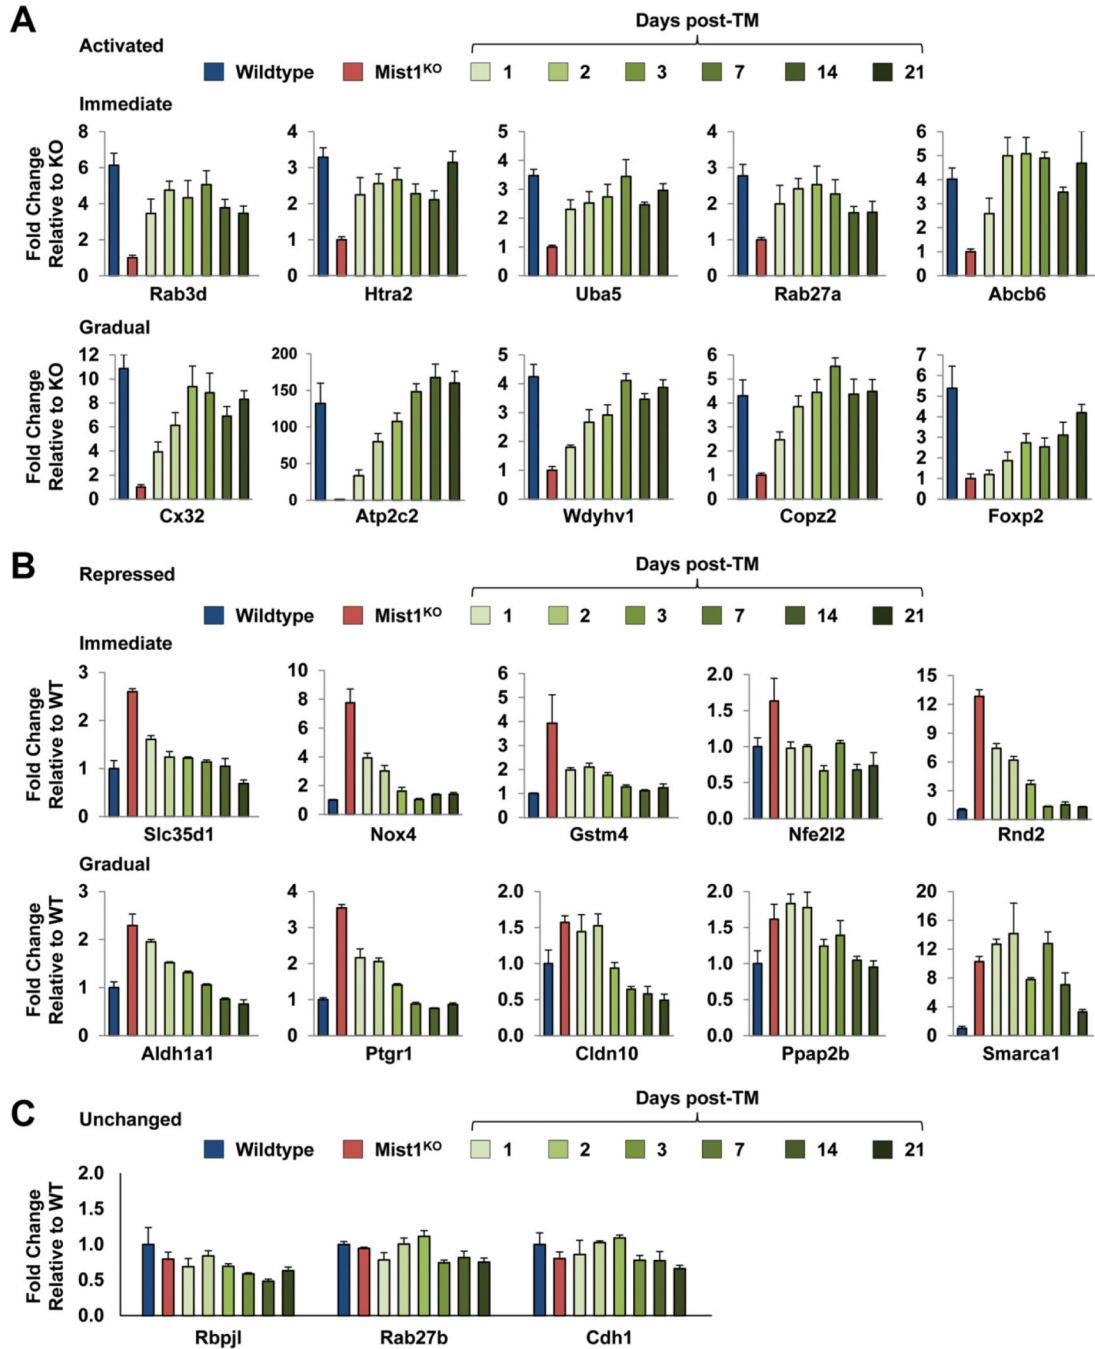 A
Activated
Days post-TM
Wildtype Mist1KO 1 2 3 7 14 21
Immediate
Fold Change
Relative to KO
8
6
4
2
0
Rab3d
4
3
2
1
0
Htra2
5
4
3
2
1
0
Uba5
4
3
2
1
0
Rab27a
6
5
4
3
2
1
0
Abcb6
Gradual
Fold Change
Relative to KO
12
10
8
6
4
2
0
Cx32
200
150
100
50
0
Atp2c2
5
4
3
2
1
0
Wdyhv1
6
5
4
3
2
1
0
Copz2
7
6
5
4
3
2
1
0
Foxp2
B
Repressed
Days post-TM
Wildtype Mist1KO 1 2 3 7 14 21
Immediate
Fold Change
Relative to WT
3
2
1
0
Slc35d1
10
8
6
4
2
0
Nox4
6
5
4
3
2
1
0
Gstm4
2.0
1.5
1.0
0.5
0.0
Nfe2l2
15
12
9
6
3
0
Rnd2
Gradual
Fold Change
Relative to WT
3
2
1
0
Aldh1a1
4
3
2
1
0
Ptgr1
2.0
1.5
1.0
0.5
0.0
Cldn10
2.0
1.5
1.0
0.5
0.0
Ppap2b
20
16
12
8
4
0
Smarca1
C
Unchanged
Days post-TM
Wildtype Mist1KO 1 2 3 7 14 21
Fold Change
Relative to WT
2.0
1.5
1.0
0.5
0.0
Rbpjl Rab27b Cdh1